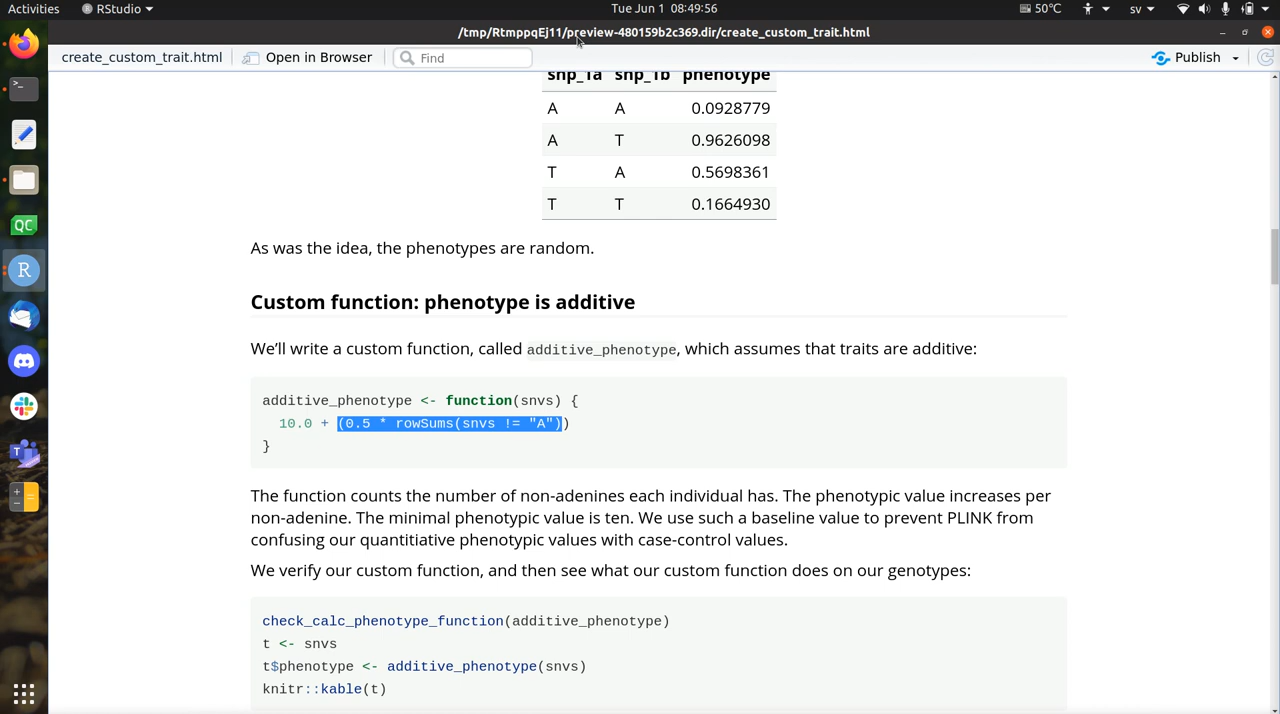 Activities RStudio Tue Jun 1 08:49:56 50°C sv
/tmp/RtmppqEj11/preview-480159b2c369.dir/create_custom_trait.html
create_custom_trait.html Open in Browser Find Publish
snp_1a snp_1b phenotype
A A 0.0928779
A T 0.9626098
T A 0.5698361
T T 0.1664930
As was the idea, the phenotypes are random.
Custom function: phenotype is additive
We’ll write a custom function, called additive_phenotype, which assumes that traits are additive:
additive_phenotype <- function(snvs) {
10.0 + (0.5 * rowSums(snvs != "A"))
}
The function counts the number of non-adenines each individual has. The phenotypic value increases per
non-adenine. The minimal phenotypic value is ten. We use such a baseline value to prevent PLINK from
confusing our quantitiative phenotypic values with case-control values.
We verify our custom function, and then see what our custom function does on our genotypes:
check_calc_phenotype_function(additive_phenotype)
t <- snvs
t$phenotype <- additive_phenotype(snvs)
knitr::kable(t)
QC
R